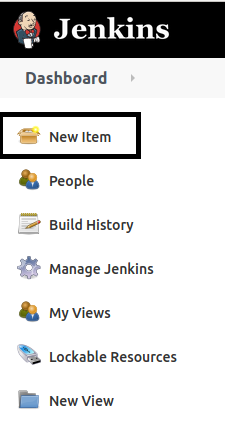 Jenkins
Dashboard
New Item
People
Build History
Manage Jenkins
My Views
Lockable Resources
New View